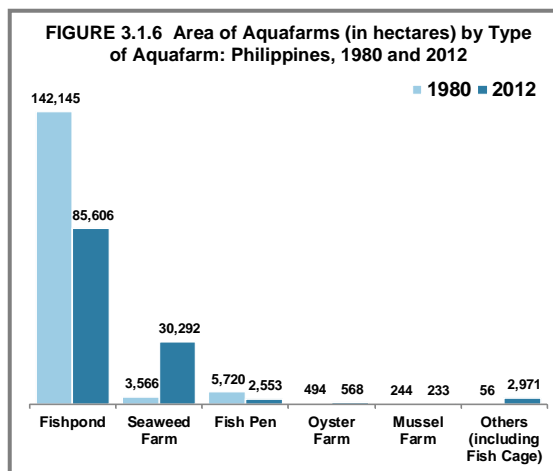 FIGURE 3.1.6 Area of Aquafarms (in hectares) by Type
of Aquafarm: Philippines, 1980 and 2012
1980 2012
142,145
85,606
3,566
30,292
5,720
2,553
494 568
244 233
56 2,971
Fishpond
Seaweed
Farm
Fish Pen
Oyster
Farm
Mussel
Farm
Others
(including
Fish Cage)